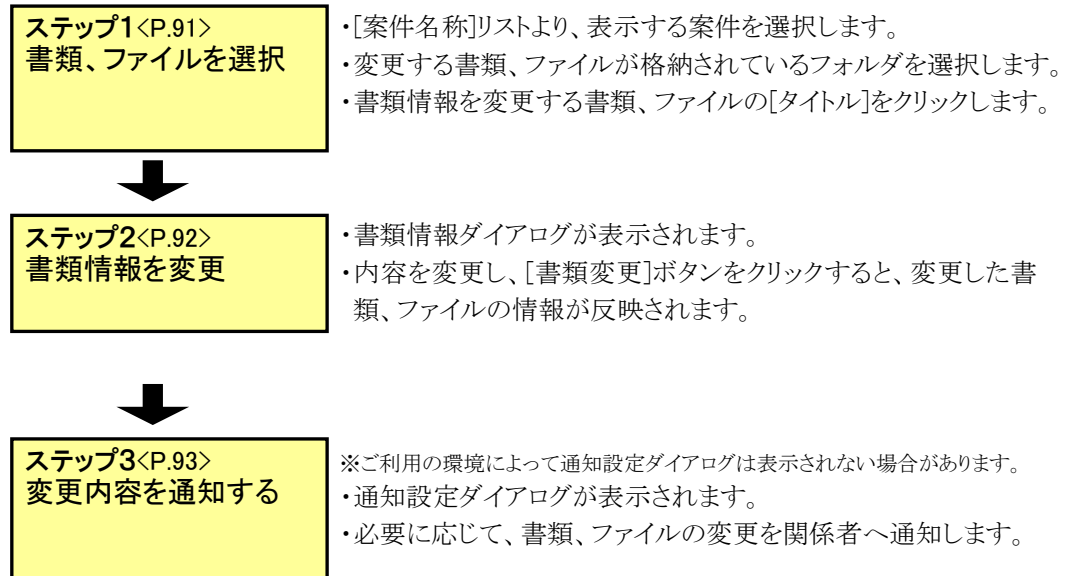 ステップ1<P.91>
書類、ファイルを選択
・[案件名称]リストより、表示する案件を選択します。
・変更する書類、ファイルが格納されているフォルダを選択します。
・書類情報を変更する書類、ファイルの[タイトル]をクリックします。
ステップ2<P.92>
書類情報を変更
・書類情報ダイアログが表示されます。
・内容を変更し、[書類変更]ボタンをクリックすると、変更した書
類、ファイルの情報が反映されます。
ステップ3<P.93>
変更内容を通知する
※ご利用の環境によって通知設定ダイアログは表示されない場合があります。
・通知設定ダイアログが表示されます。
・必要に応じて、書類、ファイルの変更を関係者へ通知します。